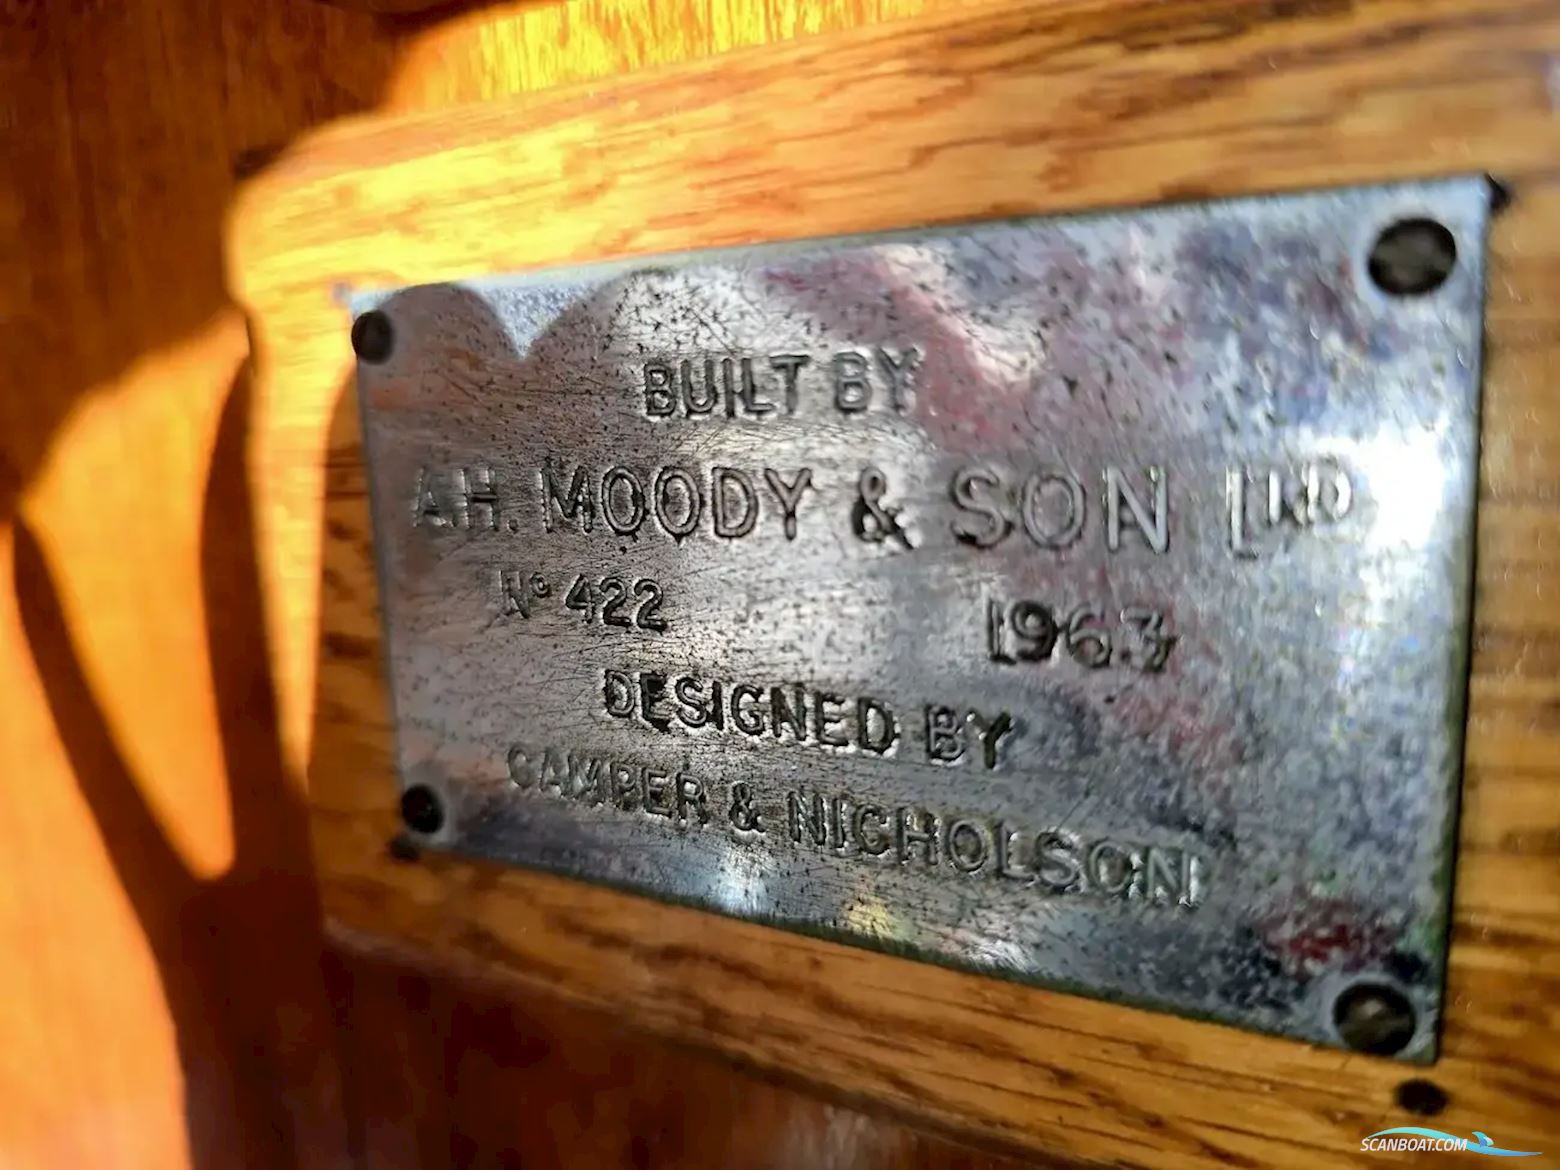 BUILT BY
A.H. MOODY & SON LTD
No 422 1963
DESIGNED BY
CAMPER & NICHOLSON
SCANBOAT.COM